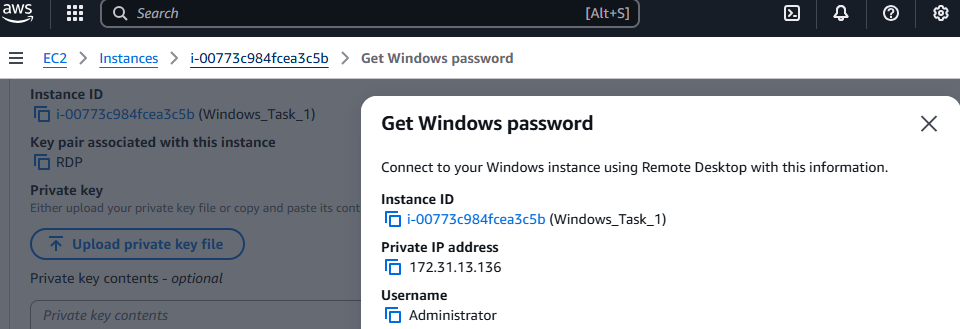 aws
Search [Alt+S]
EC2 Instances i-00773c984fcea3c5b Get Windows password
Instance ID
i-00773c984fcea3c5b (Windows_Task_1)
Key pair associated with this instance
RDP
Private key
Either upload your private key file or copy and paste its cont
Upload private key file
Private key contents - optional
Private key contents
Get Windows password
Connect to your Windows instance using Remote Desktop with this information.
Instance ID
i-00773c984fcea3c5b (Windows_Task_1)
Private IP address
172.31.13.136
Username
Administrator